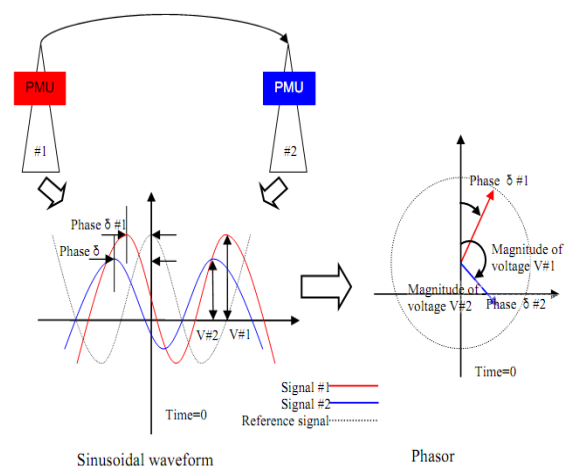 PMU
PMU
#1
#2
Phase δ #1
Phase δ
V#2
V#1
Time=0
Signal #1
Signal #2
Reference signal
Sinusoidal waveform
Phase δ #1
Magnitude of
voltage V#1
Magnitude of
voltage V#2
Phase δ #2
Time=0
Phasor